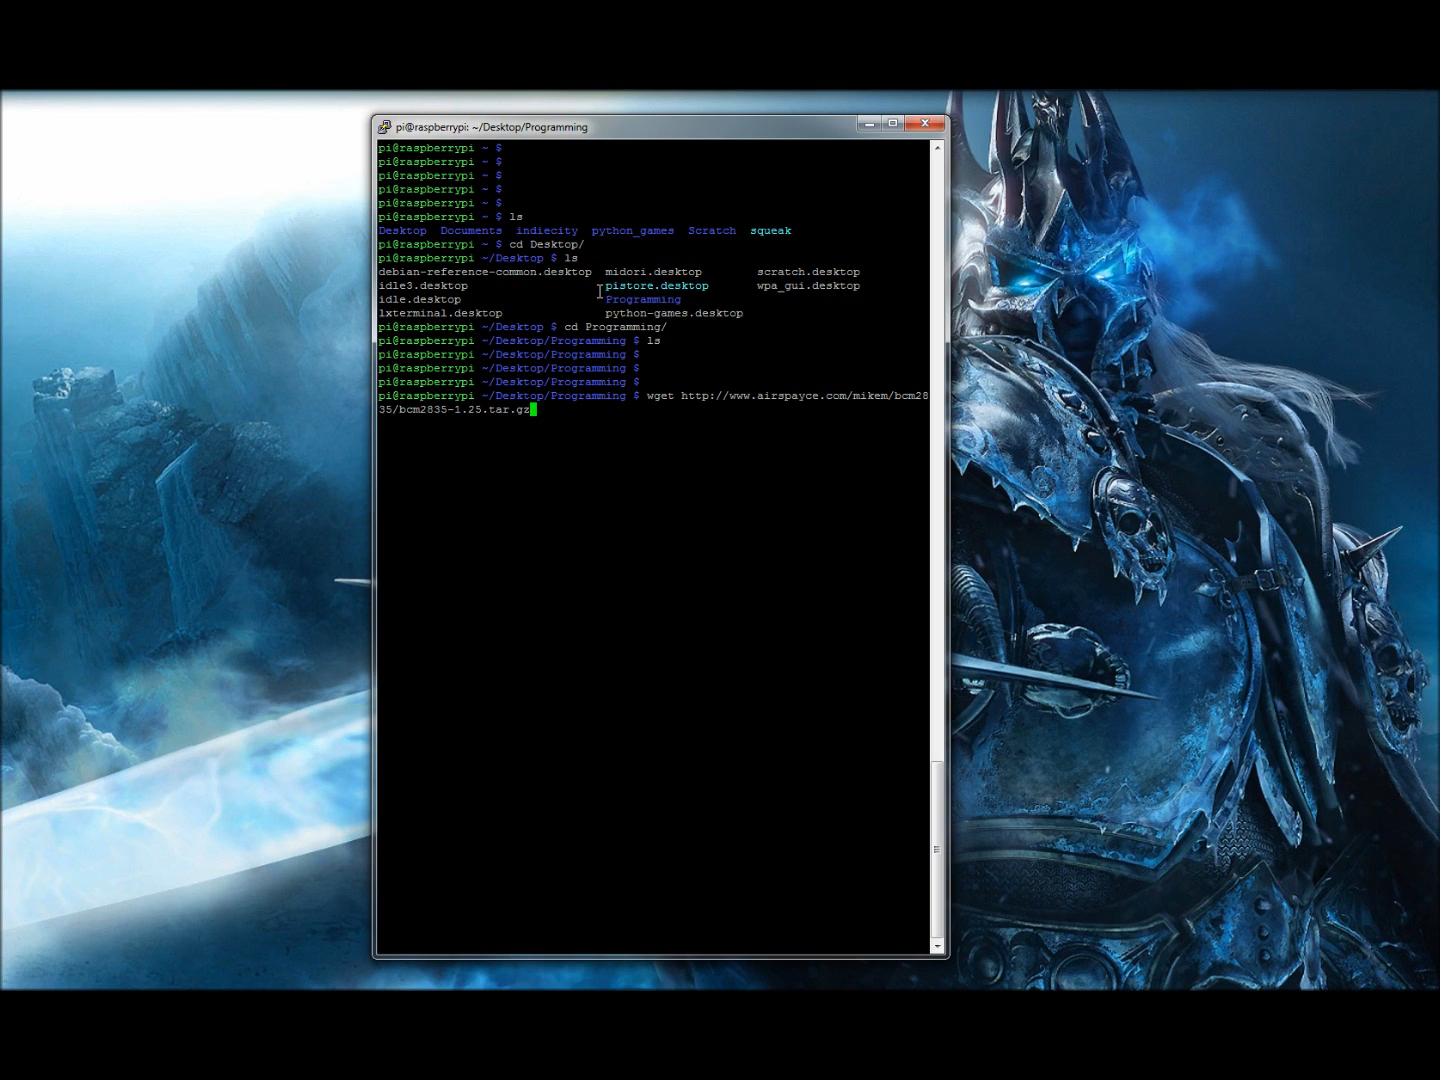 pi@raspberrypi: ~/Desktop/Programming
pi@raspberrypi ~ $
pi@raspberrypi ~ $
pi@raspberrypi ~ $
pi@raspberrypi ~ $
pi@raspberrypi ~ $
pi@raspberrypi ~ $ ls
Desktop Documents indiecity python_games Scratch squeak
pi@raspberrypi ~ $ cd Desktop/
pi@raspberrypi ~/Desktop $ ls
debian-reference-common.desktop midori.desktop scratch.desktop
idle3.desktop pistore.desktop wpa_gui.desktop
idle.desktop Programming
lxterminal.desktop python-games.desktop
pi@raspberrypi ~/Desktop $ cd Programming/
pi@raspberrypi ~/Desktop/Programming $ ls
pi@raspberrypi ~/Desktop/Programming $
pi@raspberrypi ~/Desktop/Programming $
pi@raspberrypi ~/Desktop/Programming $
pi@raspberrypi ~/Desktop/Programming $ wget http://www.airspayce.com/mikem/bcm28
35/bcm2835-1.25.tar.gz